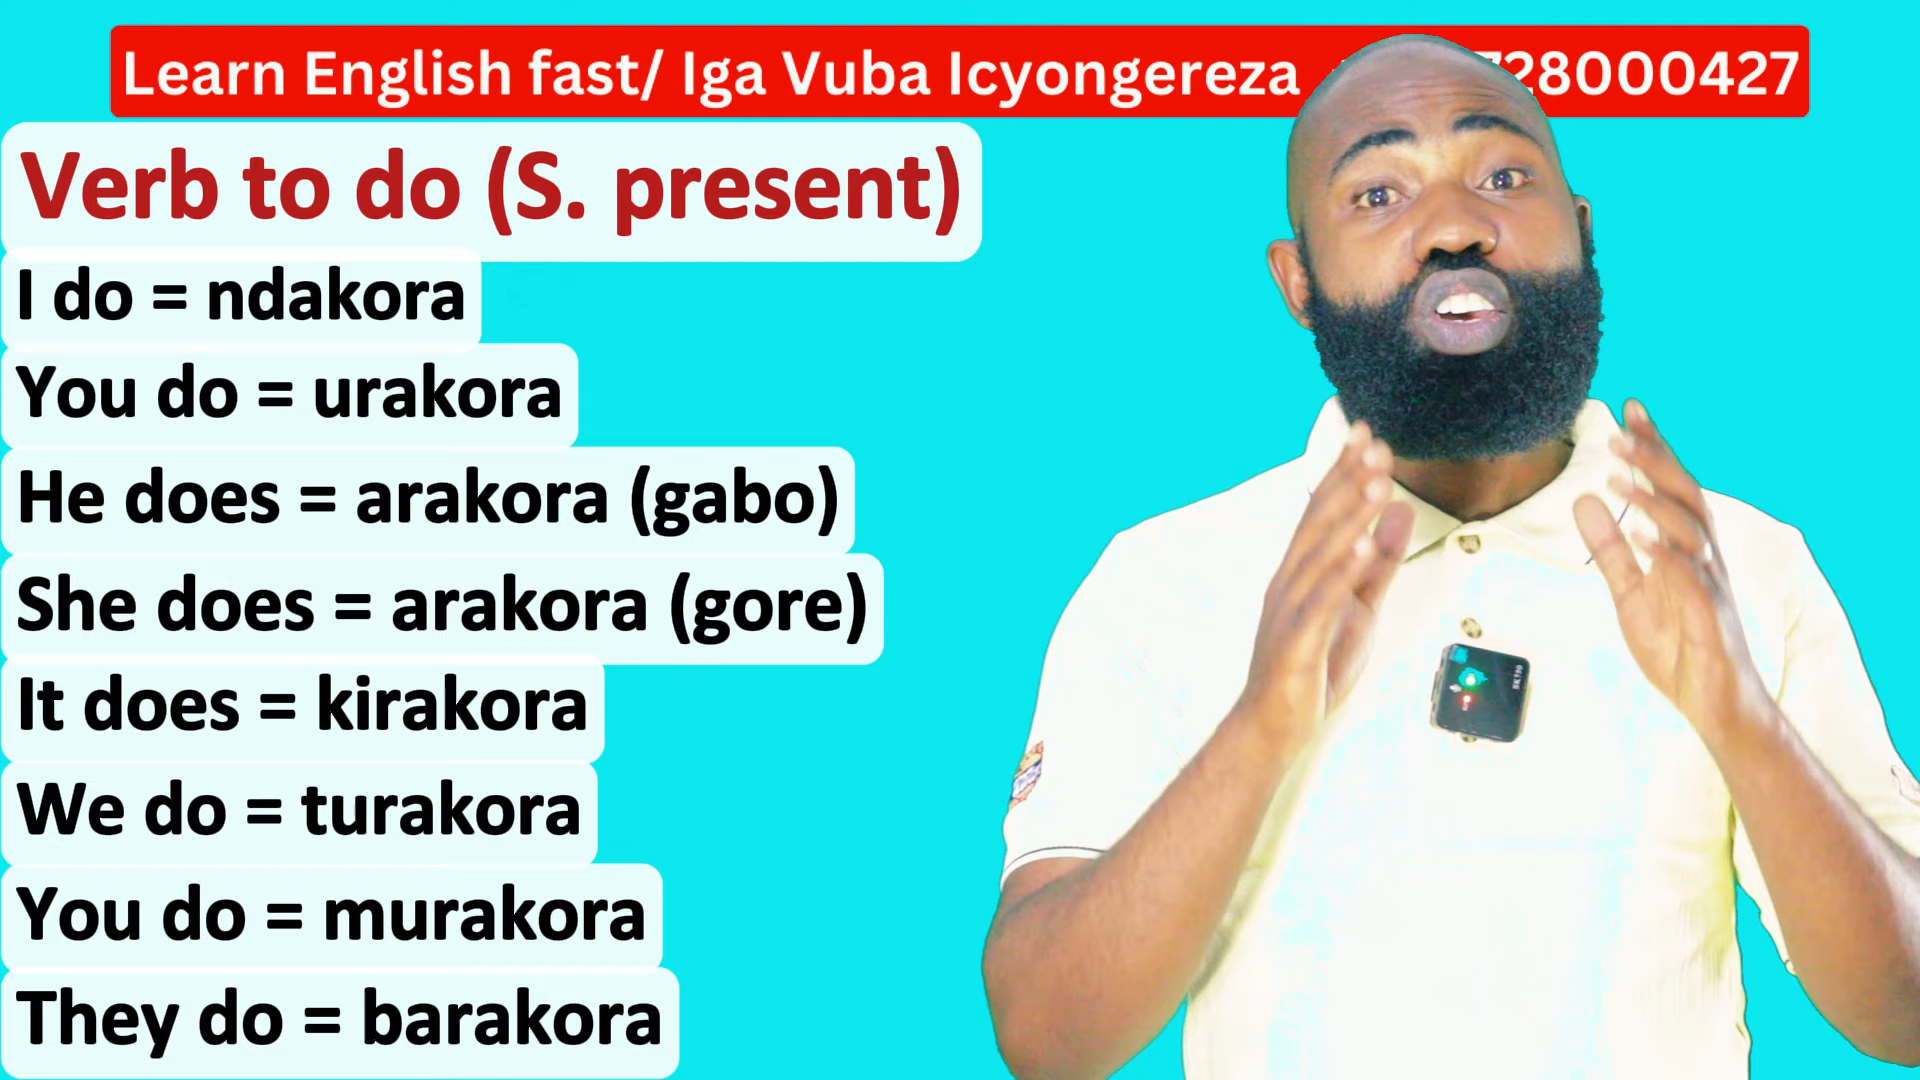 Learn English fast/ Iga Vuba Icyongereza 728000427
Verb to do (S. present)
I do = ndakora
You do = urakora
He does = arakora (gabo)
She does = arakora (gore)
It does = kirakora
We do = turakora
You do = murakora
They do = barakora